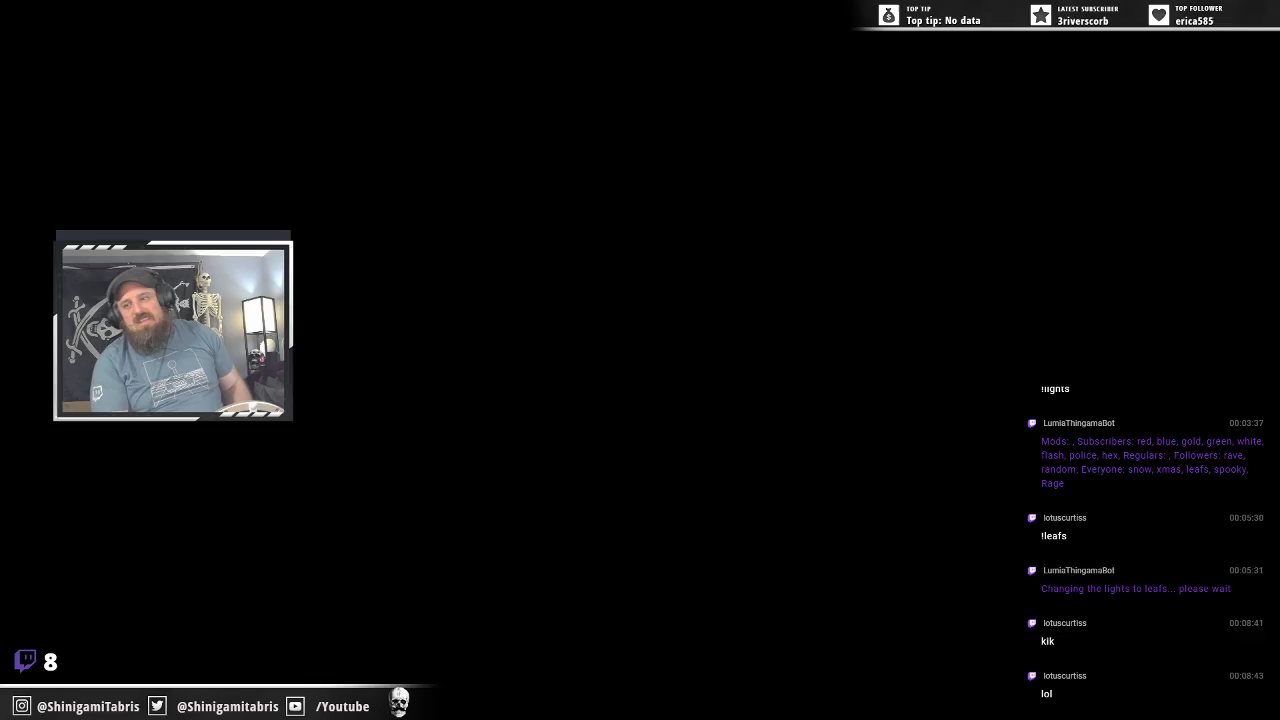 TOP TIP
Top tip: No data
LATEST SUBSCRIBER
3riverscorb
TOP FOLLOWER
erica585
!lights
LumiaThingamaBot 00:03:37
Mods: , Subscribers: red, blue, gold, green, white,
flash, police, hex, Regulars: , Followers: rave,
random, Everyone: snow, xmas, leafs, spooky,
Rage
lotuscurtiss 00:05:30
!leafs
LumiaThingamaBot 00:05:31
Changing the lights to leafs... please wait
lotuscurtiss 00:08:41
kik
lotuscurtiss 00:08:43
lol
8
@ShinigamiTabris @Shinigamitabris /Youtube